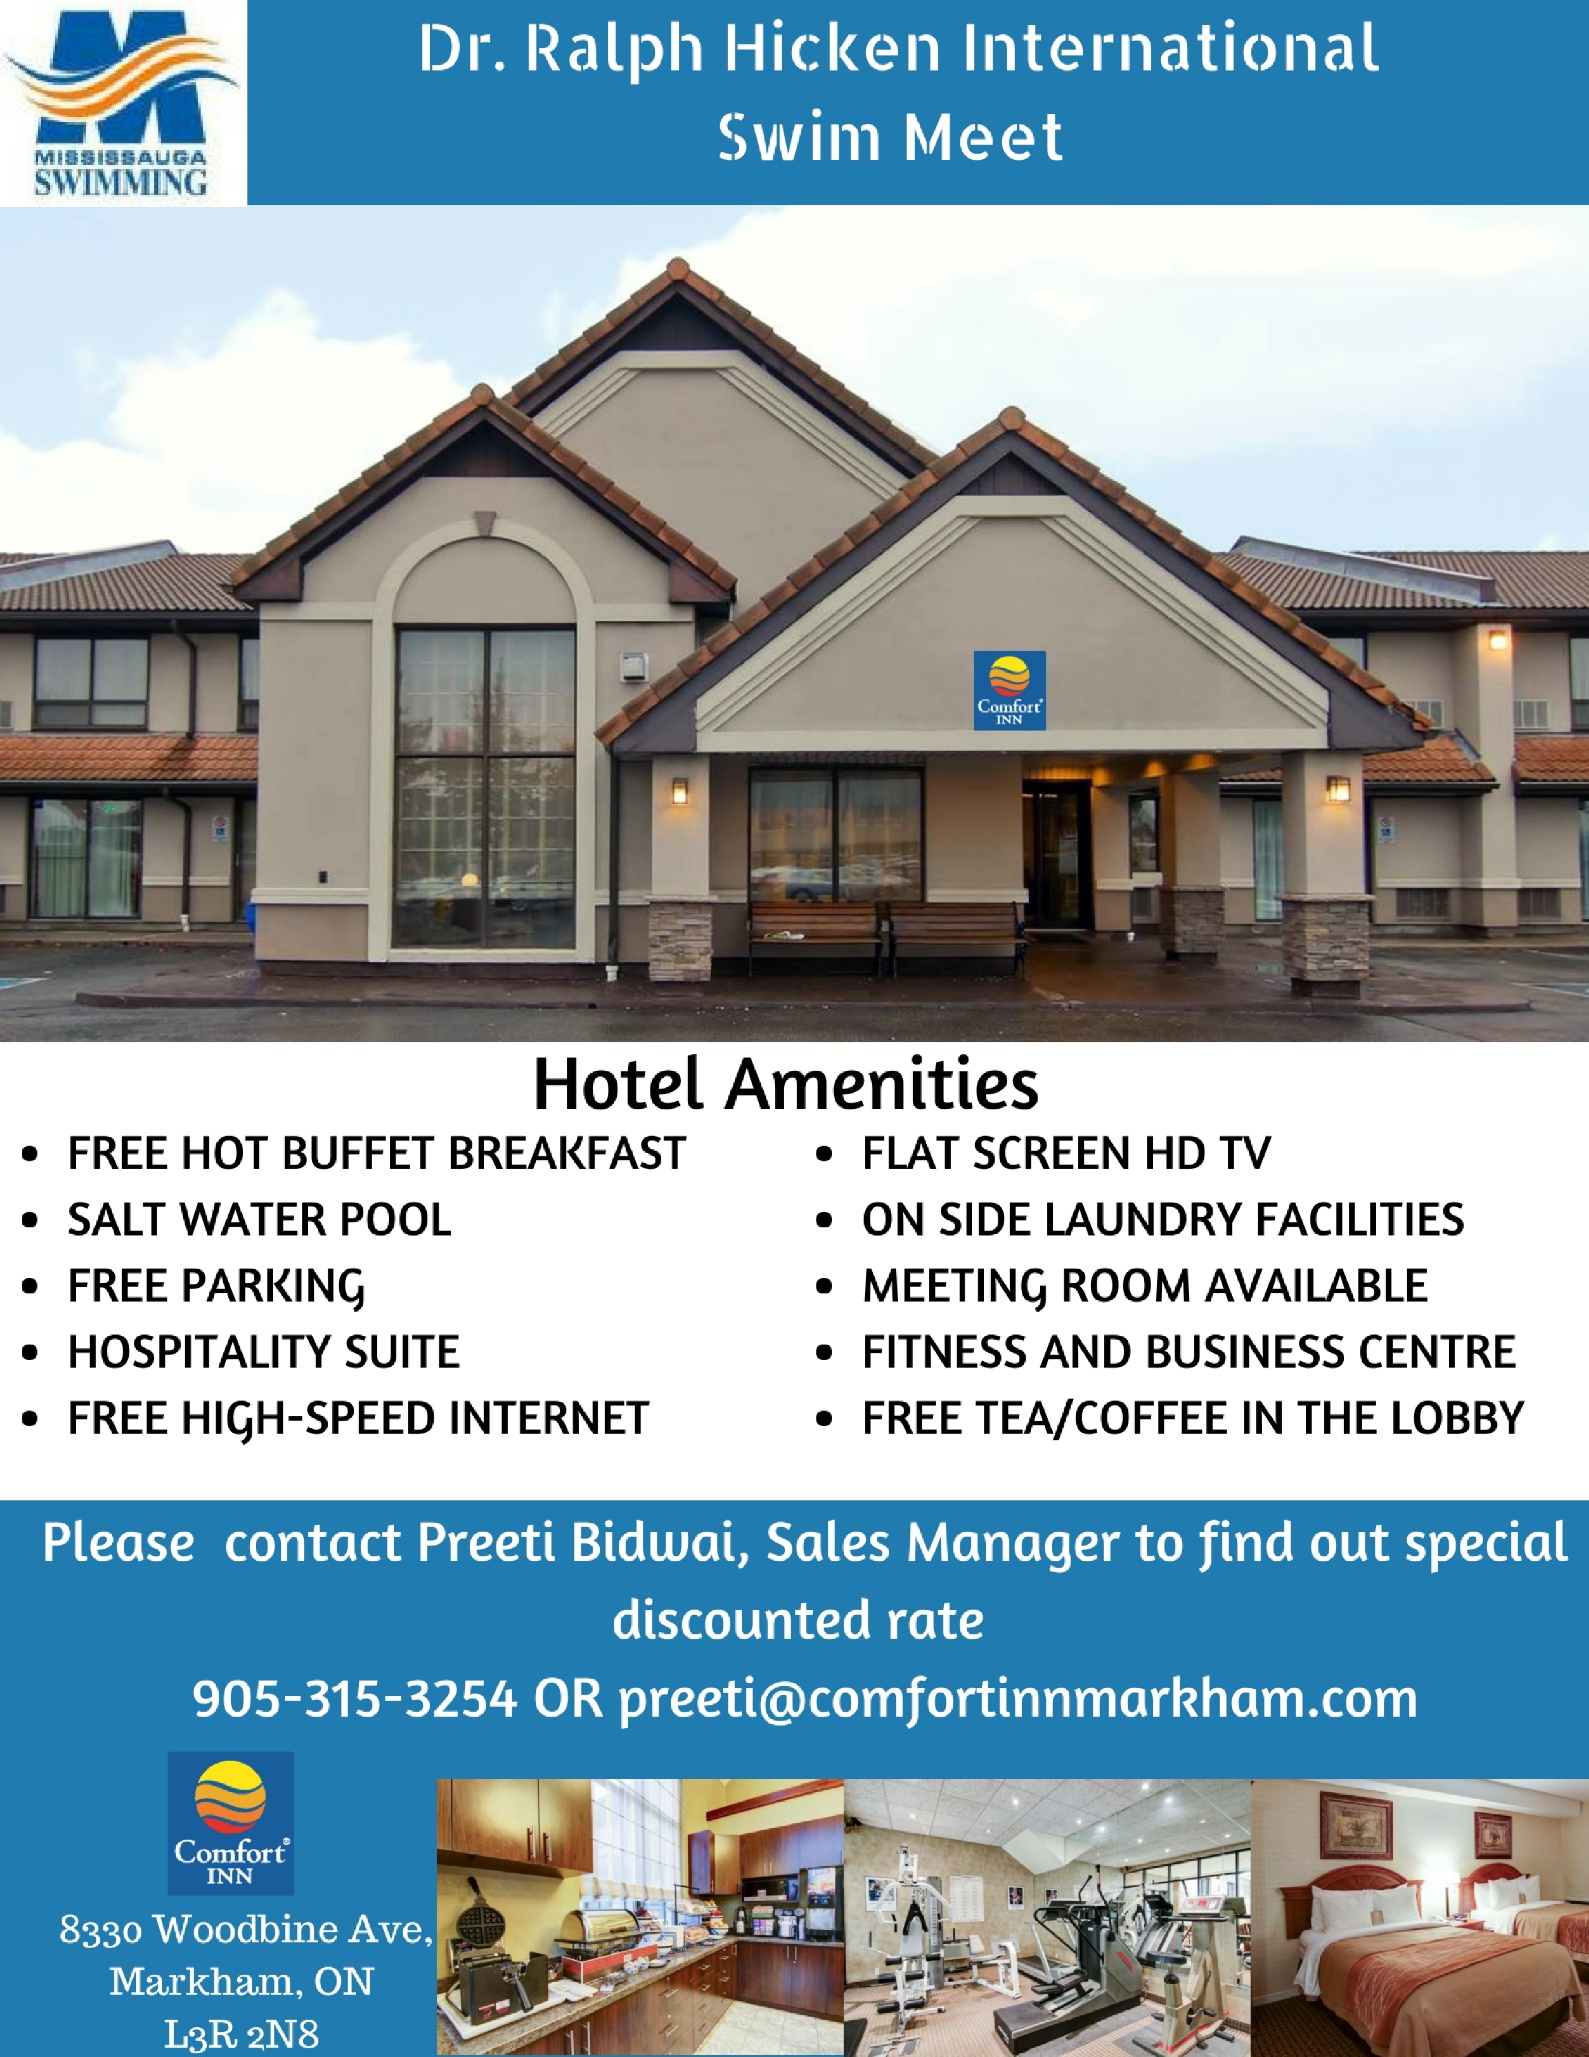 MISSISSAUGA
SWIMMING
Dr. Ralph Hicken International
Swim Meet
Comfort
INN
Hotel Amenities
• FREE HOT BUFFET BREAKFAST
• SALT WATER POOL
• FREE PARKING
• HOSPITALITY SUITE
• FREE HIGH-SPEED INTERNET
• FLAT SCREEN HD TV
• ON SIDE LAUNDRY FACILITIES
• MEETING ROOM AVAILABLE
• FITNESS AND BUSINESS CENTRE
• FREE TEA/COFFEE IN THE LOBBY
Please contact Preeti Bidwai, Sales Manager to find out special
discounted rate
905-315-3254 OR preeti@comfortinnmarkham.com
Comfort®
INN
8330 Woodbine Ave,
Markham, ON
L3R 2N8